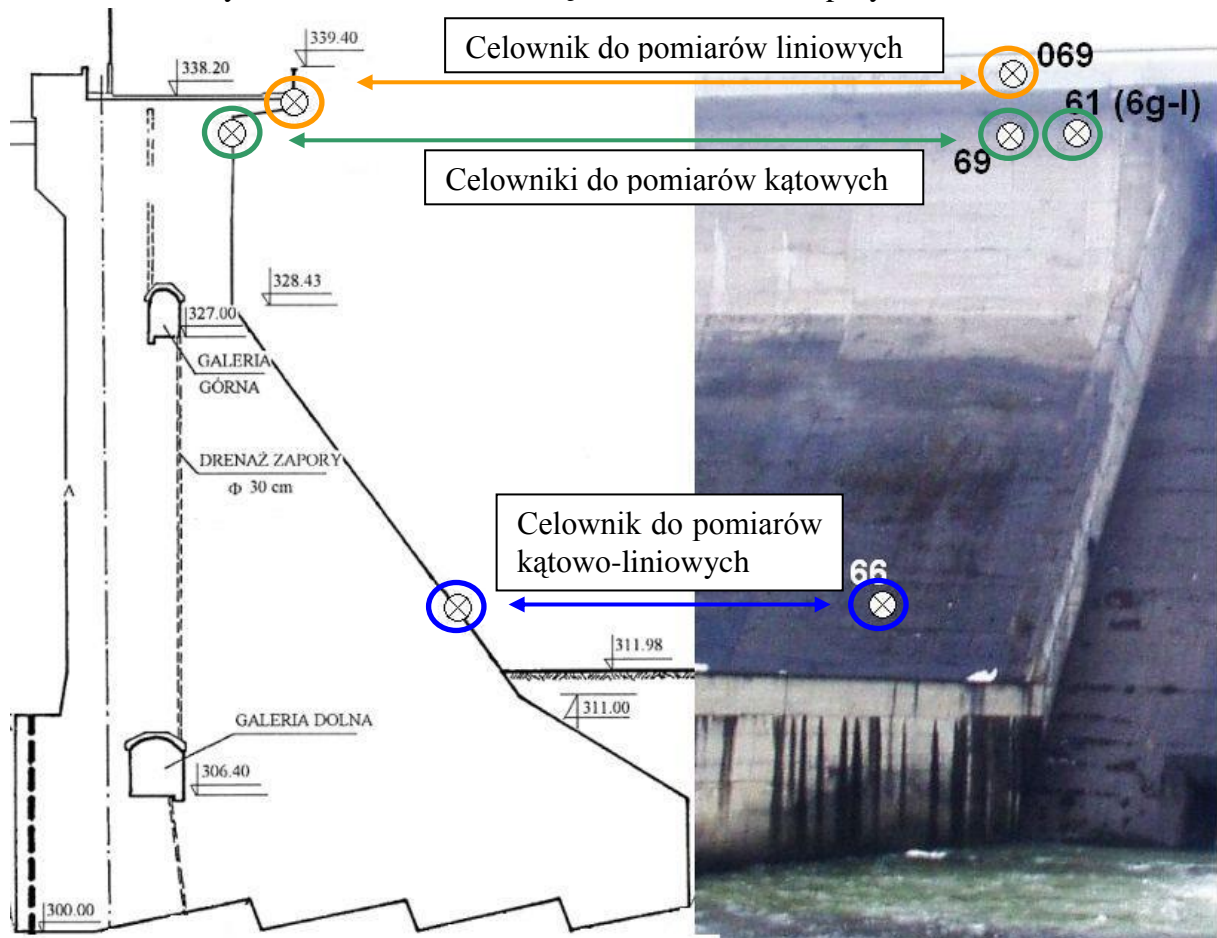 339.40
Celownik do pomiarów liniowych
069
338.20
61 (6g-l)
69
Celowniki do pomiarów kątowych
328.43
327.00
GALERIA
GÓRNA
DRENAŻ ZAPORY
Φ 30 cm
A
Celownik do pomiarów
kątowo-liniowych
66
311.98
311.00
GALERIA DOLNA
306.40
300.00